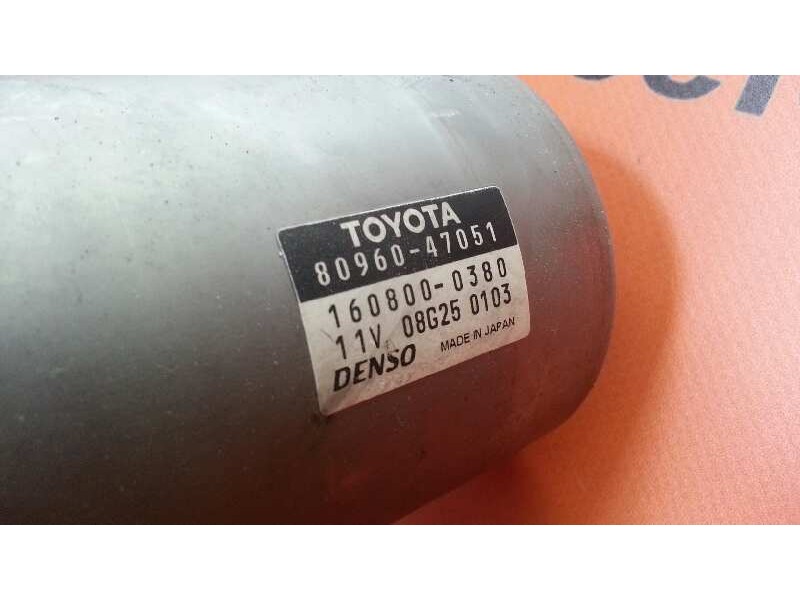 TOYOTA
80960-47051
160800-0380
11V 08G25 0103
DENSO MADE IN JAPAN